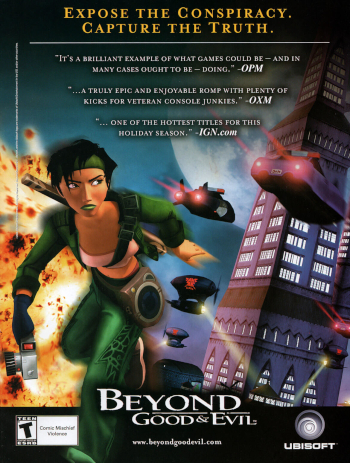 EXPOSE THE CONSPIRACY.
CAPTURE THE TRUTH.
"IT'S A BRILLIANT EXAMPLE OF WHAT GAMES COULD BE – AND IN
MANY CASES OUGHT TO BE – DOING." -OPM
"...A TRULY EPIC AND ENJOYABLE ROMP WITH PLENTY OF
KICKS FOR VETERAN CONSOLE JUNKIES." -OXM
"... ONE OF THE HOTTEST TITLES FOR THIS
HOLIDAY SEASON." -IGN.com
BEYOND
GOOD & EVIL
TM
www.beyondgoodevil.com
TEEN
T
ESRB
Comic Mischief
Violence
UBISOFT